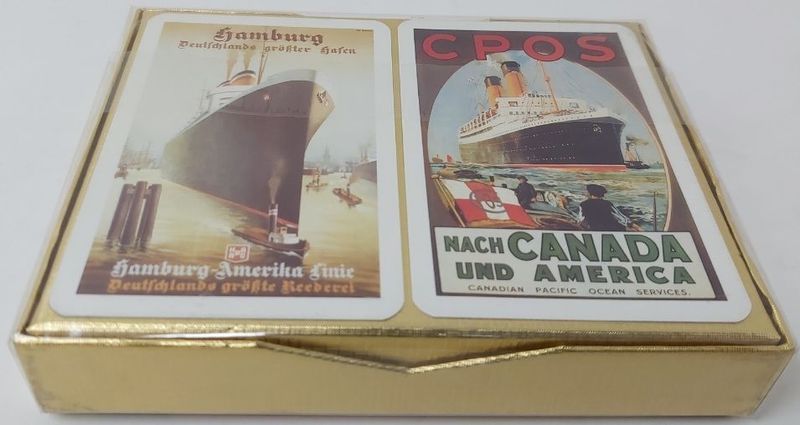 Hamburg
Deutschlands größter Hafen
Hamburg-Amerika Linie
Deutschlands größte Reederei
CPOS
NACH CANADA
UND AMERICA
CANADIAN PACIFIC OCEAN SERVICES.